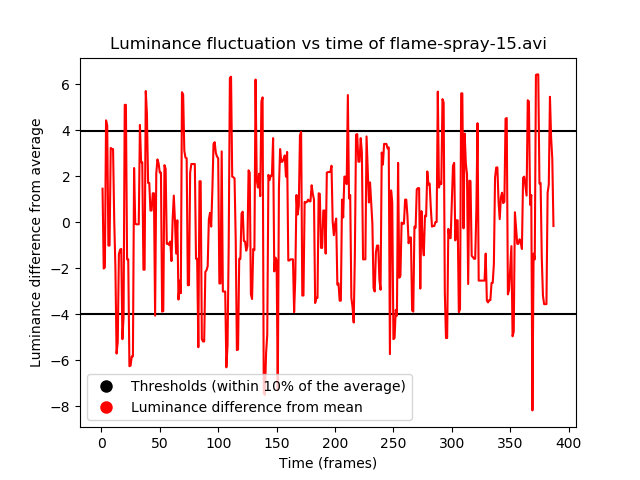 Luminance fluctuation vs time of flame-spray-15.avi
Luminance difference from average
6
4
2
0
−2
−4
−6
−8
Thresholds (within 10% of the average)
Luminance difference from mean
0 50 100 150 200 250 300 350 400
Time (frames)